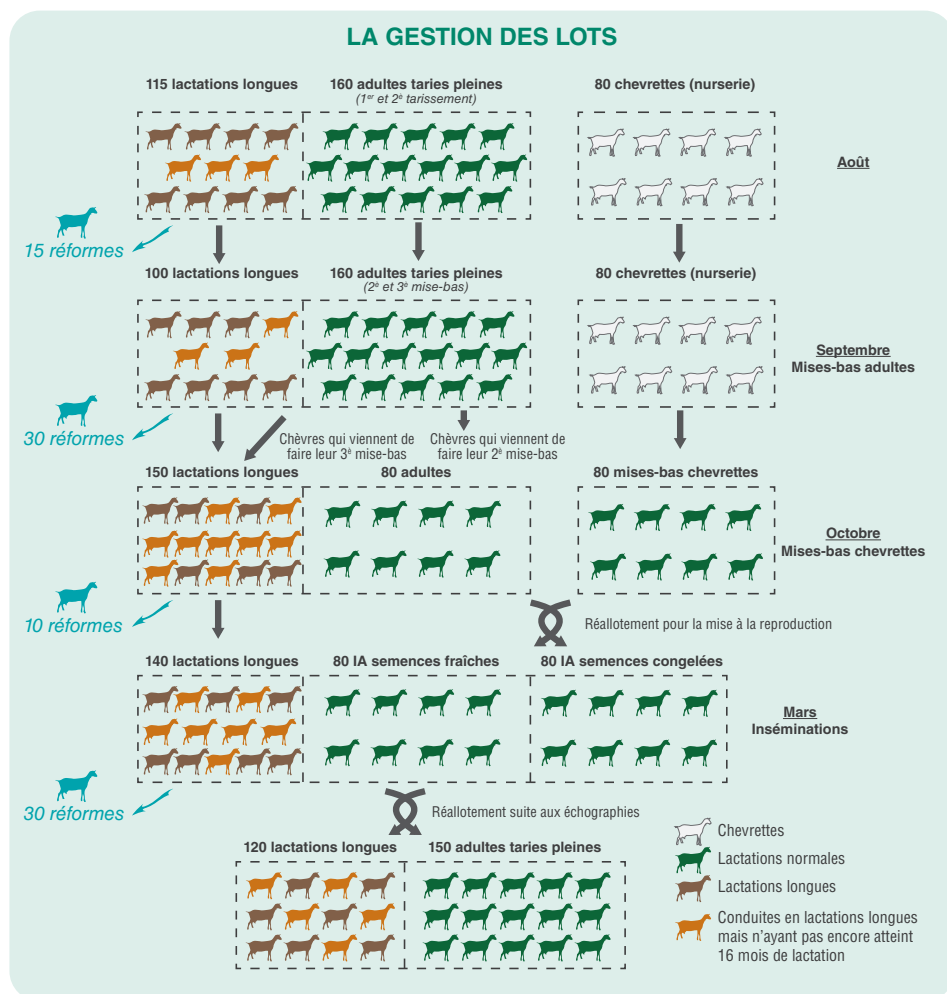 LA GESTION DES LOTS
115 lactations longues
160 adultes taries pleines
(1er et 2è tarissement)
80 chevrettes (nurserie)
Août
15 réformes
100 lactations longues
160 adultes taries pleines
(2è et 3è mise-bas)
80 chevrettes (nurserie)
Septembre
Mises-bas adultes
30 réformes
Chèvres qui viennent de
faire leur 3è mise-bas
Chèvres qui viennent de
faire leur 2è mise-bas
150 lactations longues
80 adultes
80 mises-bas chevrettes
Octobre
Mises-bas chevrettes
10 réformes
Réallotement pour la mise à la reproduction
140 lactations longues
80 IA semences fraîches
80 IA semences congelées
Mars
Inséminations
30 réformes
Réallotement suite aux échographies
120 lactations longues
150 adultes taries pleines
Chevrettes
Lactations normales
Lactations longues
Conduites en lactations longues
mais n'ayant pas encore atteint
16 mois de lactation